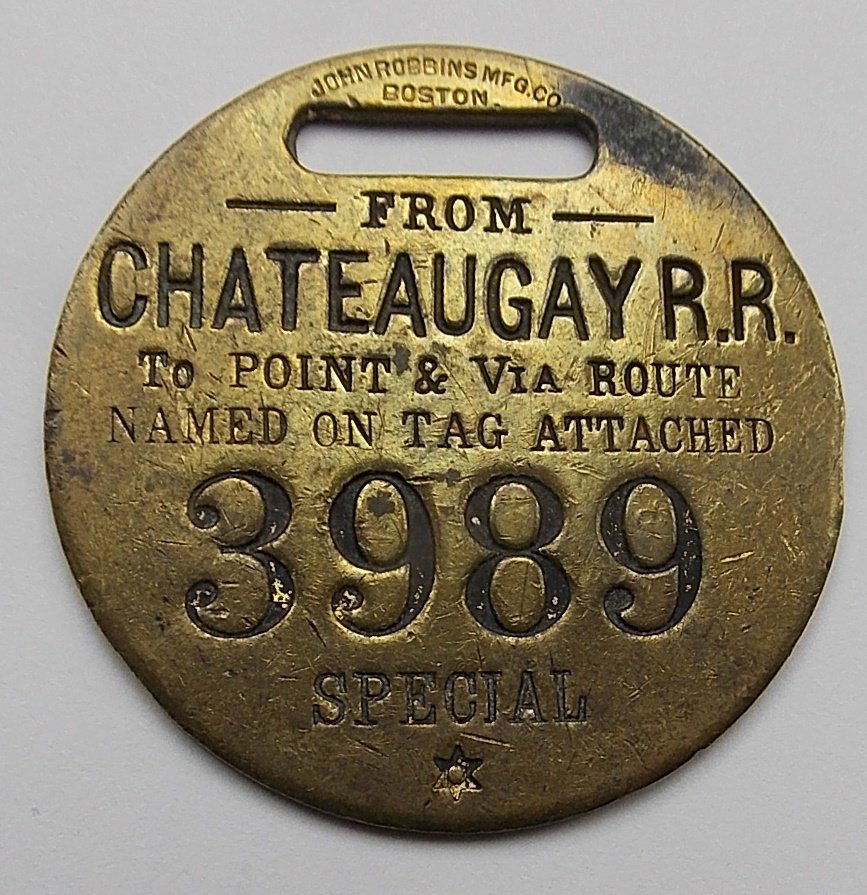 JOHN ROBBINS MFG. CO
BOSTON.
FROM
CHATEAUGAY R.R.
To POINT & VIA ROUTE
NAMED ON TAG ATTACHED
3989
SPECIAL